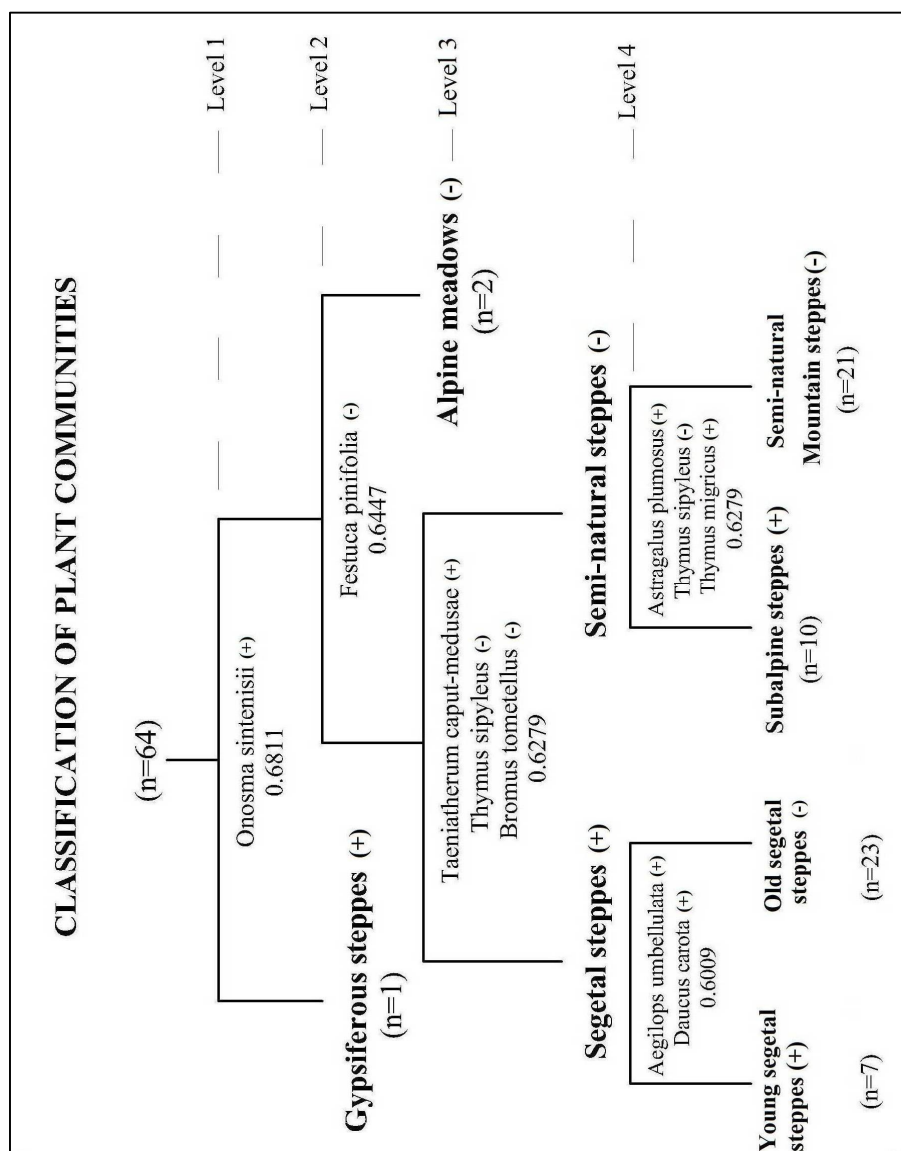 CLASSIFICATION OF PLANT COMMUNITIES
(n=64)
Level 1
Onosma sintenisii (+)
0.6811
Level 2
Gypsiferous steppes (+)
(n=1)
Festuca pinifolia (-)
0.6447
Level 3
Alpine meadows (-)
(n=2)
Taeniatherum caput-medusae (+)
Thymus sipyleus (-)
Bromus tometellus (-)
0.6279
Level 4
Segetal steppes (+)
Semi-natural steppes (-)
Aegilops umbellulata (+)
Daucus carota (+)
0.6009
Astragalus plumosus (+)
Thymus sipyleus (-)
Thymus migricus (+)
0.6279
Young segetal
steppes (+)
(n=7)
Old segetal
steppes (-)
(n=23)
Subalpine steppes (+)
(n=10)
Semi-natural
Mountain steppes(-)
(n=21)